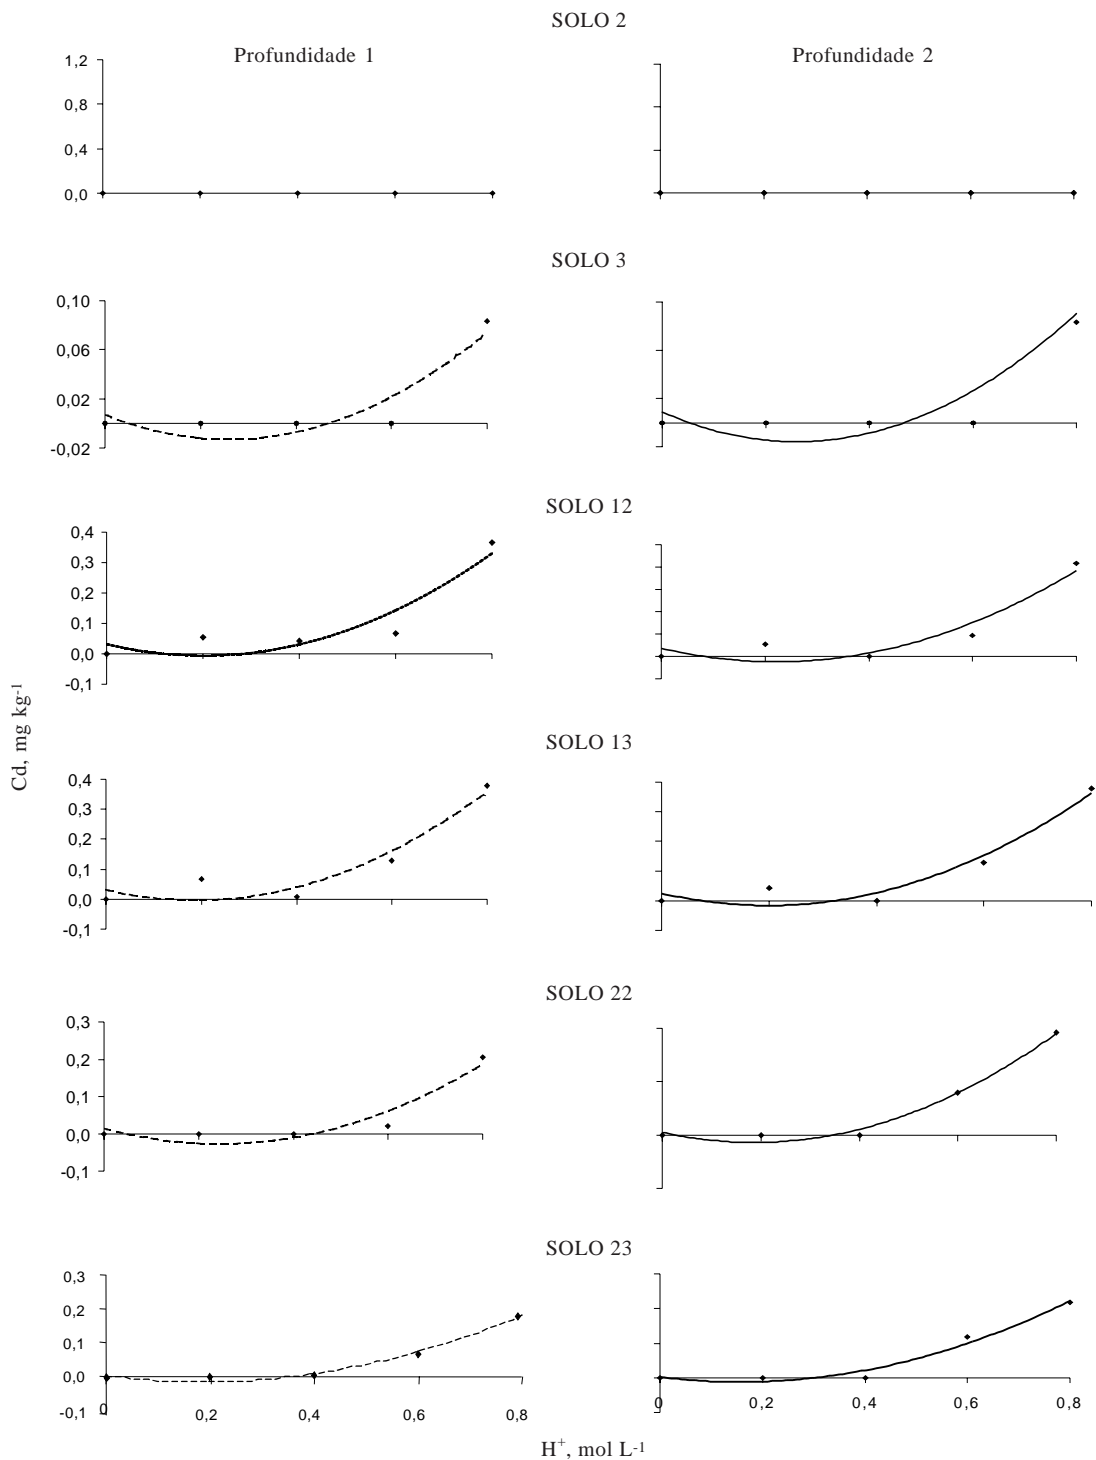 SOLO 2
Profundidade 1
Profundidade 2
1,2
0,8
0,4
0,0
SOLO 3
0,10
0,06
0,02
-0,02
SOLO 12
0,4
0,3
0,2
0,1
0,0
-0,1
Cd, mg kg-1
SOLO 13
0,4
0,3
0,2
0,1
0,0
-0,1
SOLO 22
0,3
0,2
0,1
0,0
-0,1
SOLO 23
0,3
0,2
0,1
0,0
-0,1
0 0,2 0,4 0,6 0,8
0 0,2 0,4 0,6 0,8
H+, mol L-1